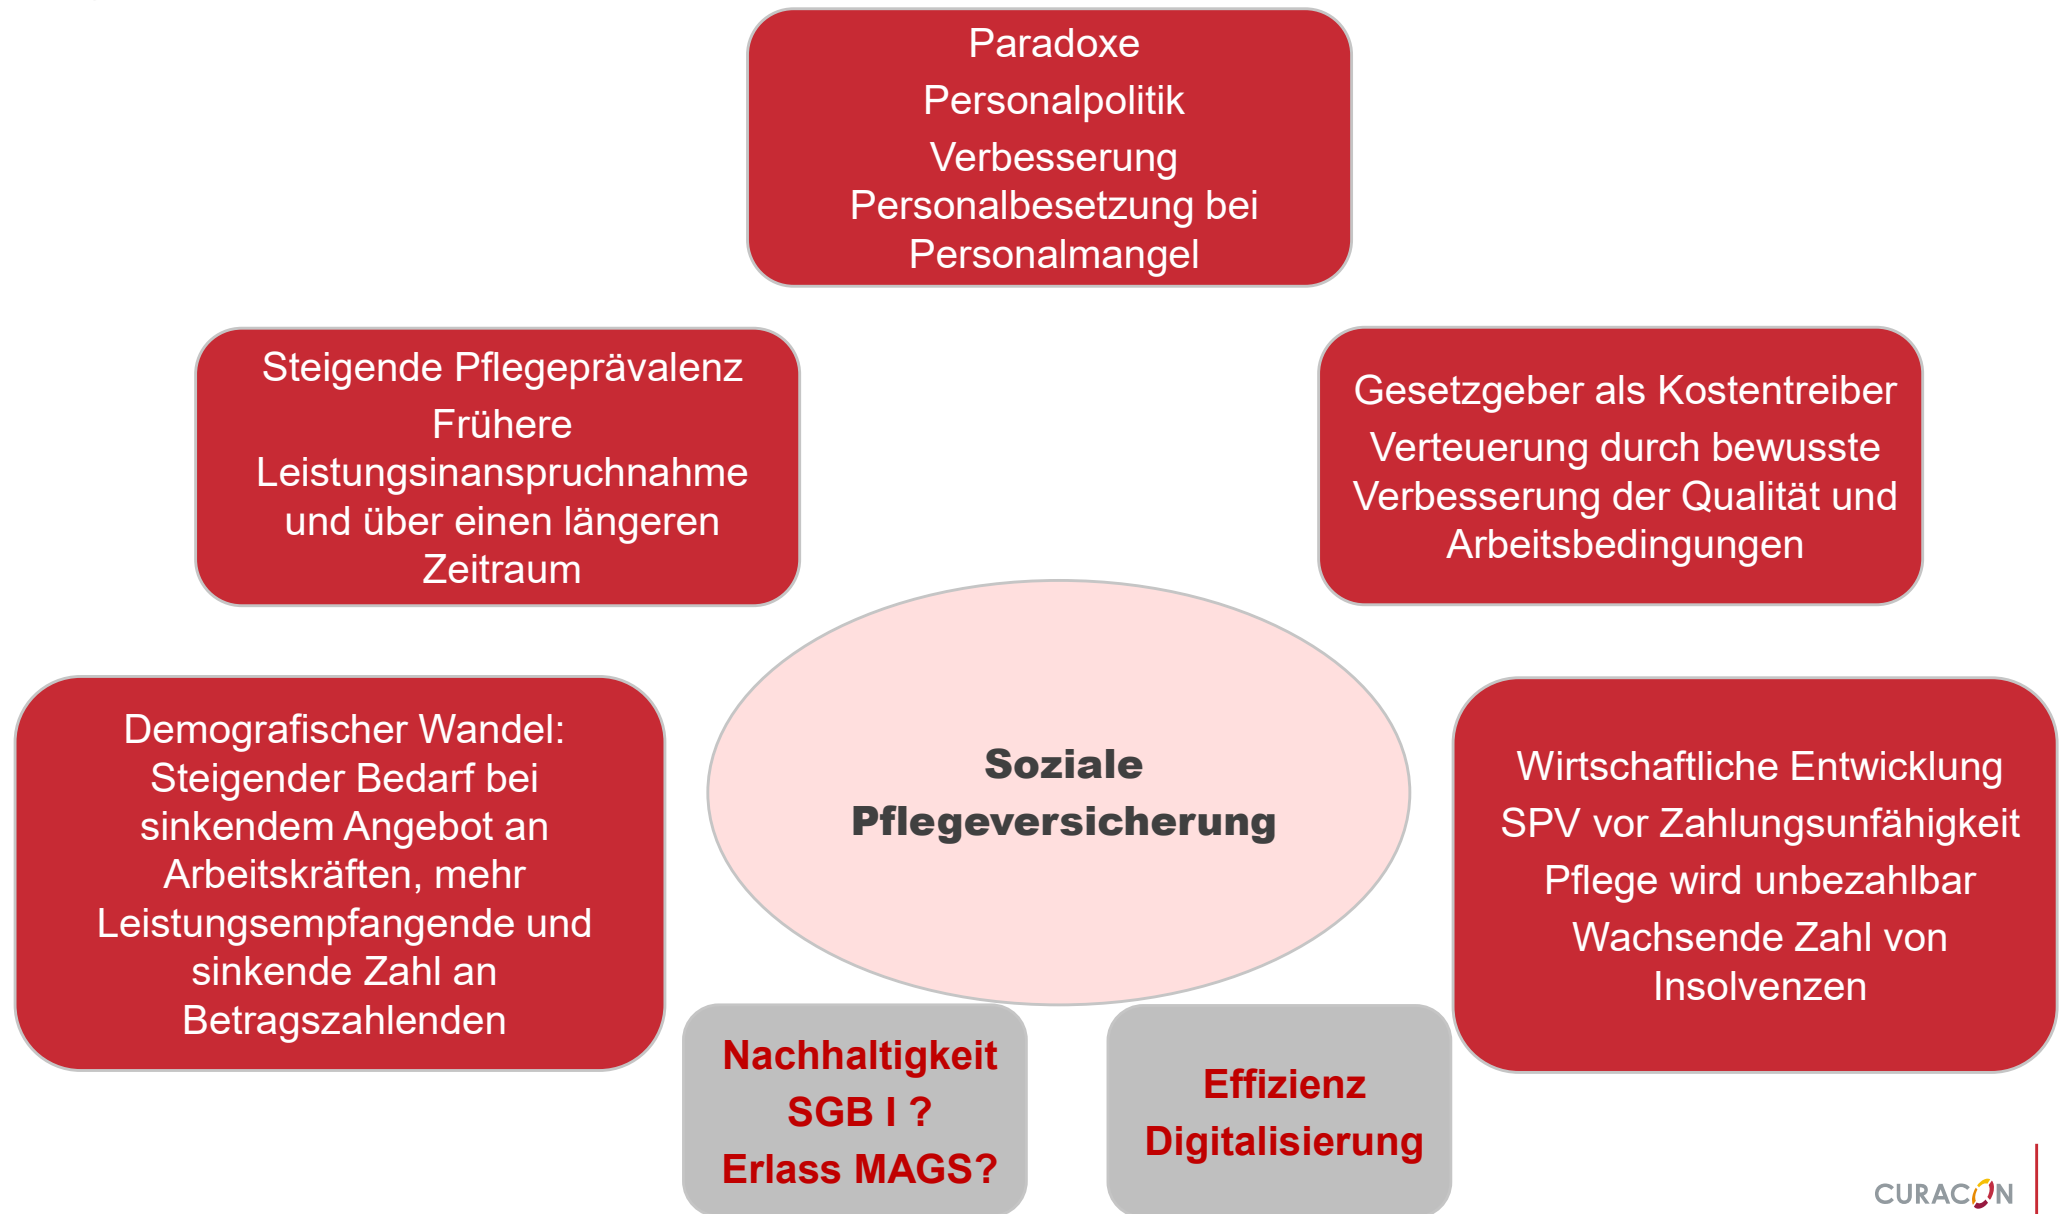 Paradoxe
Personalpolitik
Verbesserung
Personalbesetzung bei
Personalmangel
Steigende Pflegeprävalenz
Frühere
Leistungsinanspruchnahme
und über einen längeren
Zeitraum
Gesetzgeber als Kostentreiber
Verteuerung durch bewusste
Verbesserung der Qualität und
Arbeitsbedingungen
Demografischer Wandel:
Steigender Bedarf bei
sinkendem Angebot an
Arbeitskräften, mehr
Leistungsempfangende und
sinkende Zahl an
Betragszahlenden
Soziale
Pflegeversicherung
Wirtschaftliche Entwicklung
SPV vor Zahlungsunfähigkeit
Pflege wird unbezahlbar
Wachsende Zahl von
Insolvenzen
Nachhaltigkeit
SGB I ?
Erlass MAGS?
Effizienz
Digitalisierung
CURACON